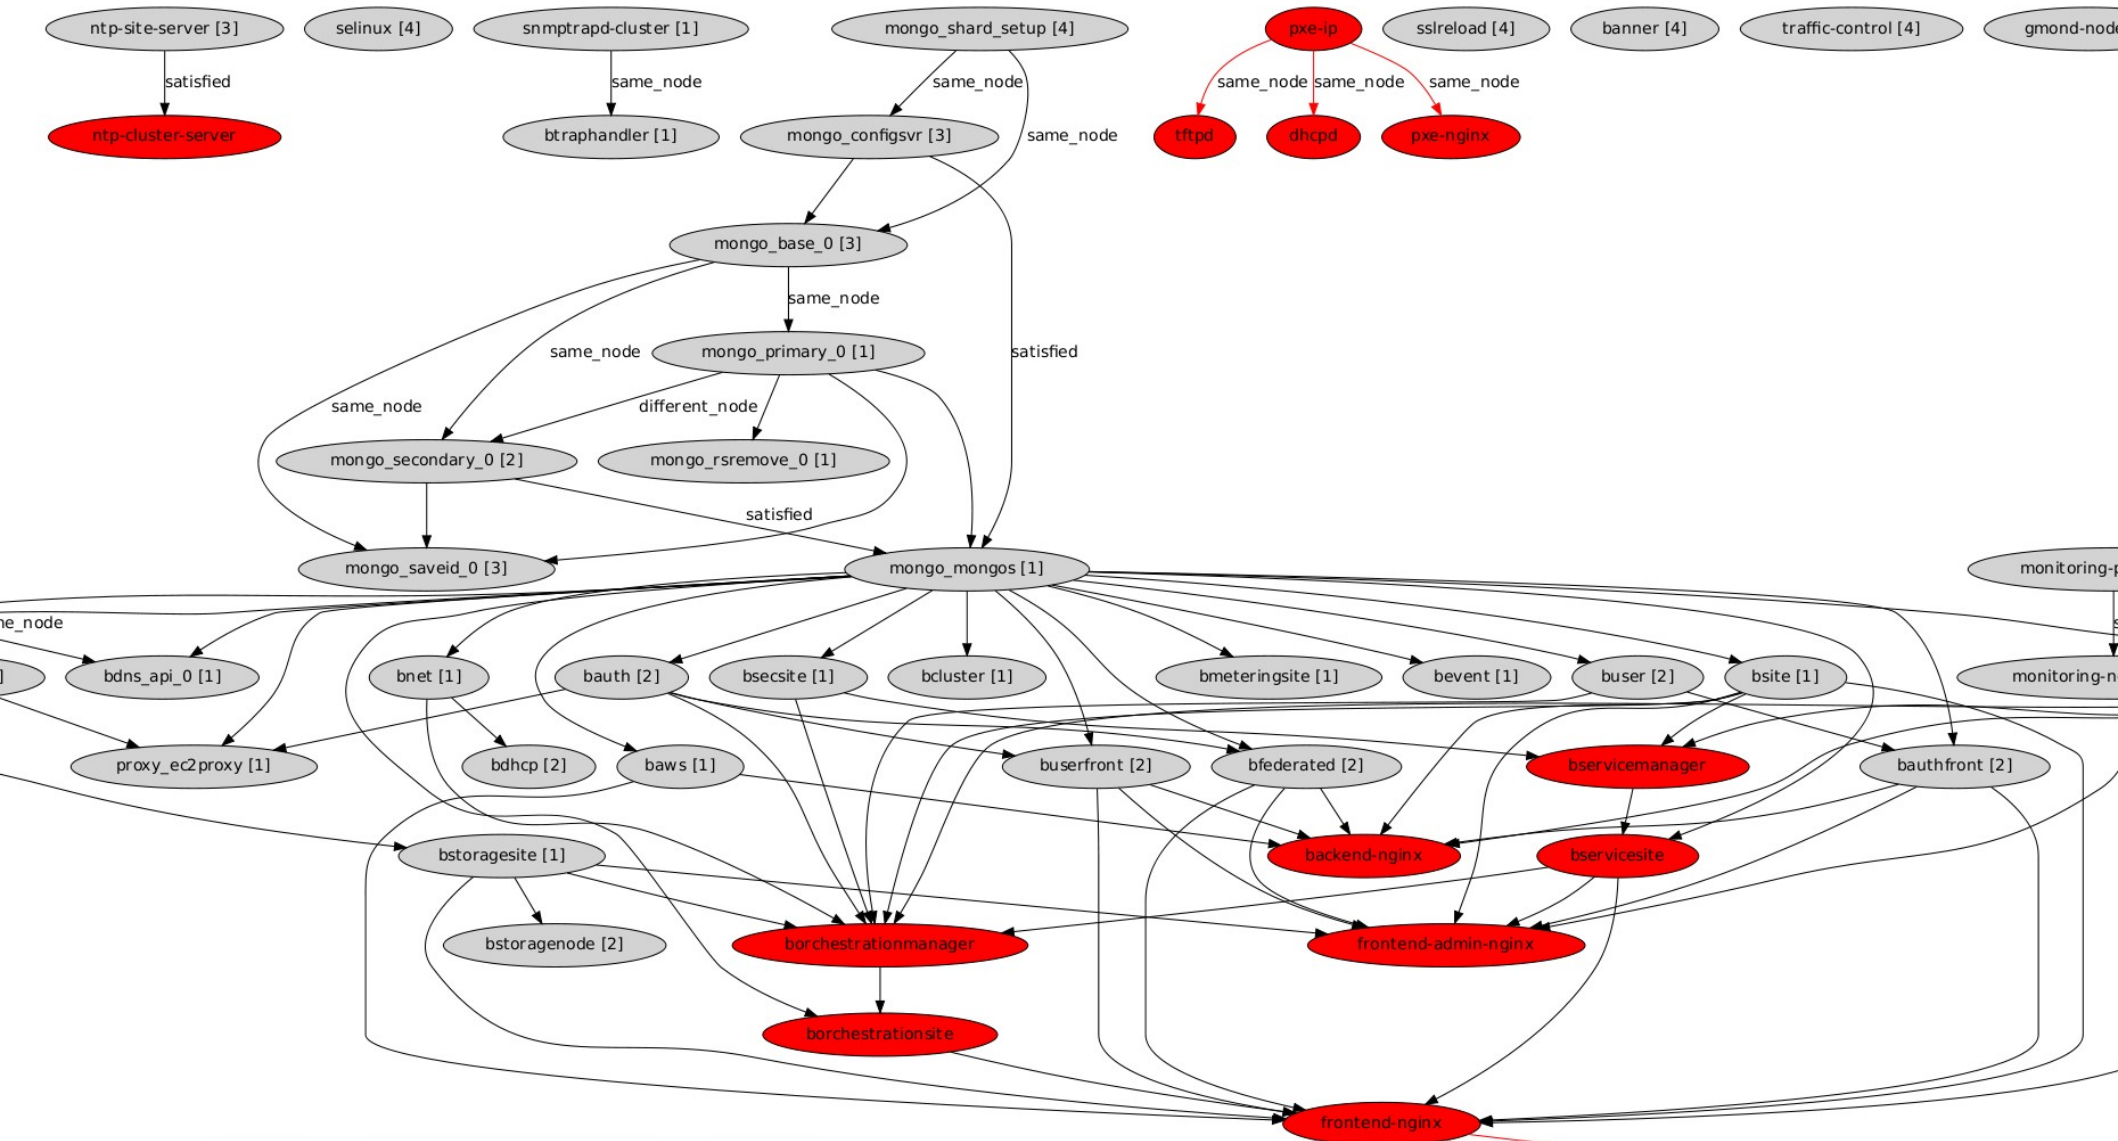 ntp-site-server [3]
selinux [4]
snmptrapd-cluster [1]
mongo_shard_setup [4]
pxe-ip
sslreload [4]
banner [4]
traffic-control [4]
gmond-node
satisfied
same_node
same_node
same_node
same_node
same_node
ntp-cluster-server
btraphandler [1]
mongo_configsvr [3]
same_node
tftpd
dhcpd
pxe-nginx
mongo_base_0 [3]
same_node
mongo_primary_0 [1]
same_node
satisfied
same_node
different_node
mongo_secondary_0 [2]
mongo_rsremove_0 [1]
satisfied
mongo_saveid_0 [3]
mongo_mongos [1]
monitoring-p
ne_node
s
]
bdns_api_0 [1]
bnet [1]
bauth [2]
bsecsite [1]
bcluster [1]
bmeteringsite [1]
bevent [1]
buser [2]
bsite [1]
monitoring-n
proxy_ec2proxy [1]
bdhcp [2]
baws [1]
buserfront [2]
bfederated [2]
bservicemanager
bauthfront [2]
bstoragesite [1]
backend-nginx
bservicesite
bstoragenode [2]
borchestrationmanager
frontend-admin-nginx
borchestrationsite
frontend-nginx